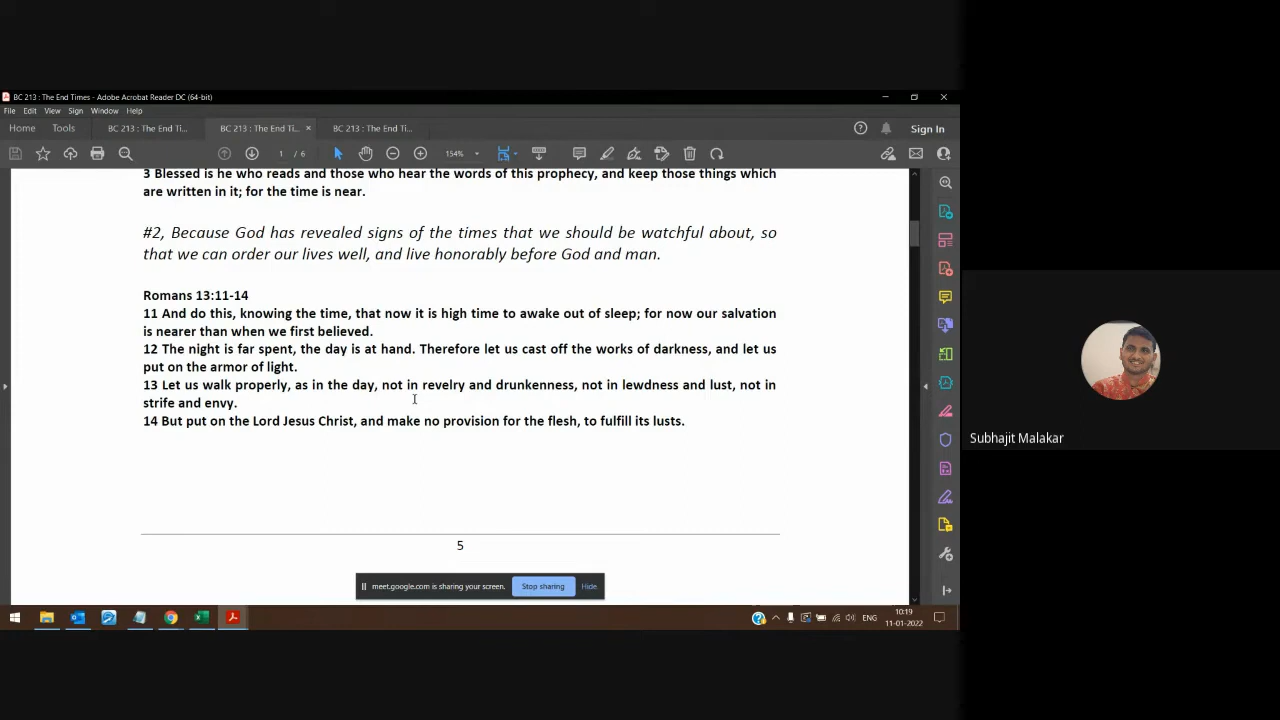 BC 213 : The End Times - Adobe Acrobat Reader DC (64-bit)
File Edit View Sign Window Help
Home Tools BC 213 : The End Ti... BC 213 : The End Ti... × BC 213 : The End Ti... Sign In
1 / 6 154%
3 Blessed is he who reads and those who hear the words of this prophecy, and keep those things which
are written in it; for the time is near.
#2, Because God has revealed signs of the times that we should be watchful about, so
that we can order our lives well, and live honorably before God and man.
Romans 13:11-14
11 And do this, knowing the time, that now it is high time to awake out of sleep; for now our salvation
is nearer than when we first believed.
12 The night is far spent, the day is at hand. Therefore let us cast off the works of darkness, and let us
put on the armor of light.
13 Let us walk properly, as in the day, not in revelry and drunkenness, not in lewdness and lust, not in
strife and envy.
14 But put on the Lord Jesus Christ, and make no provision for the flesh, to fulfill its lusts.
5
meet.google.com is sharing your screen. Stop sharing Hide
ENG 10:19
11-01-2022
Subhajit Malakar